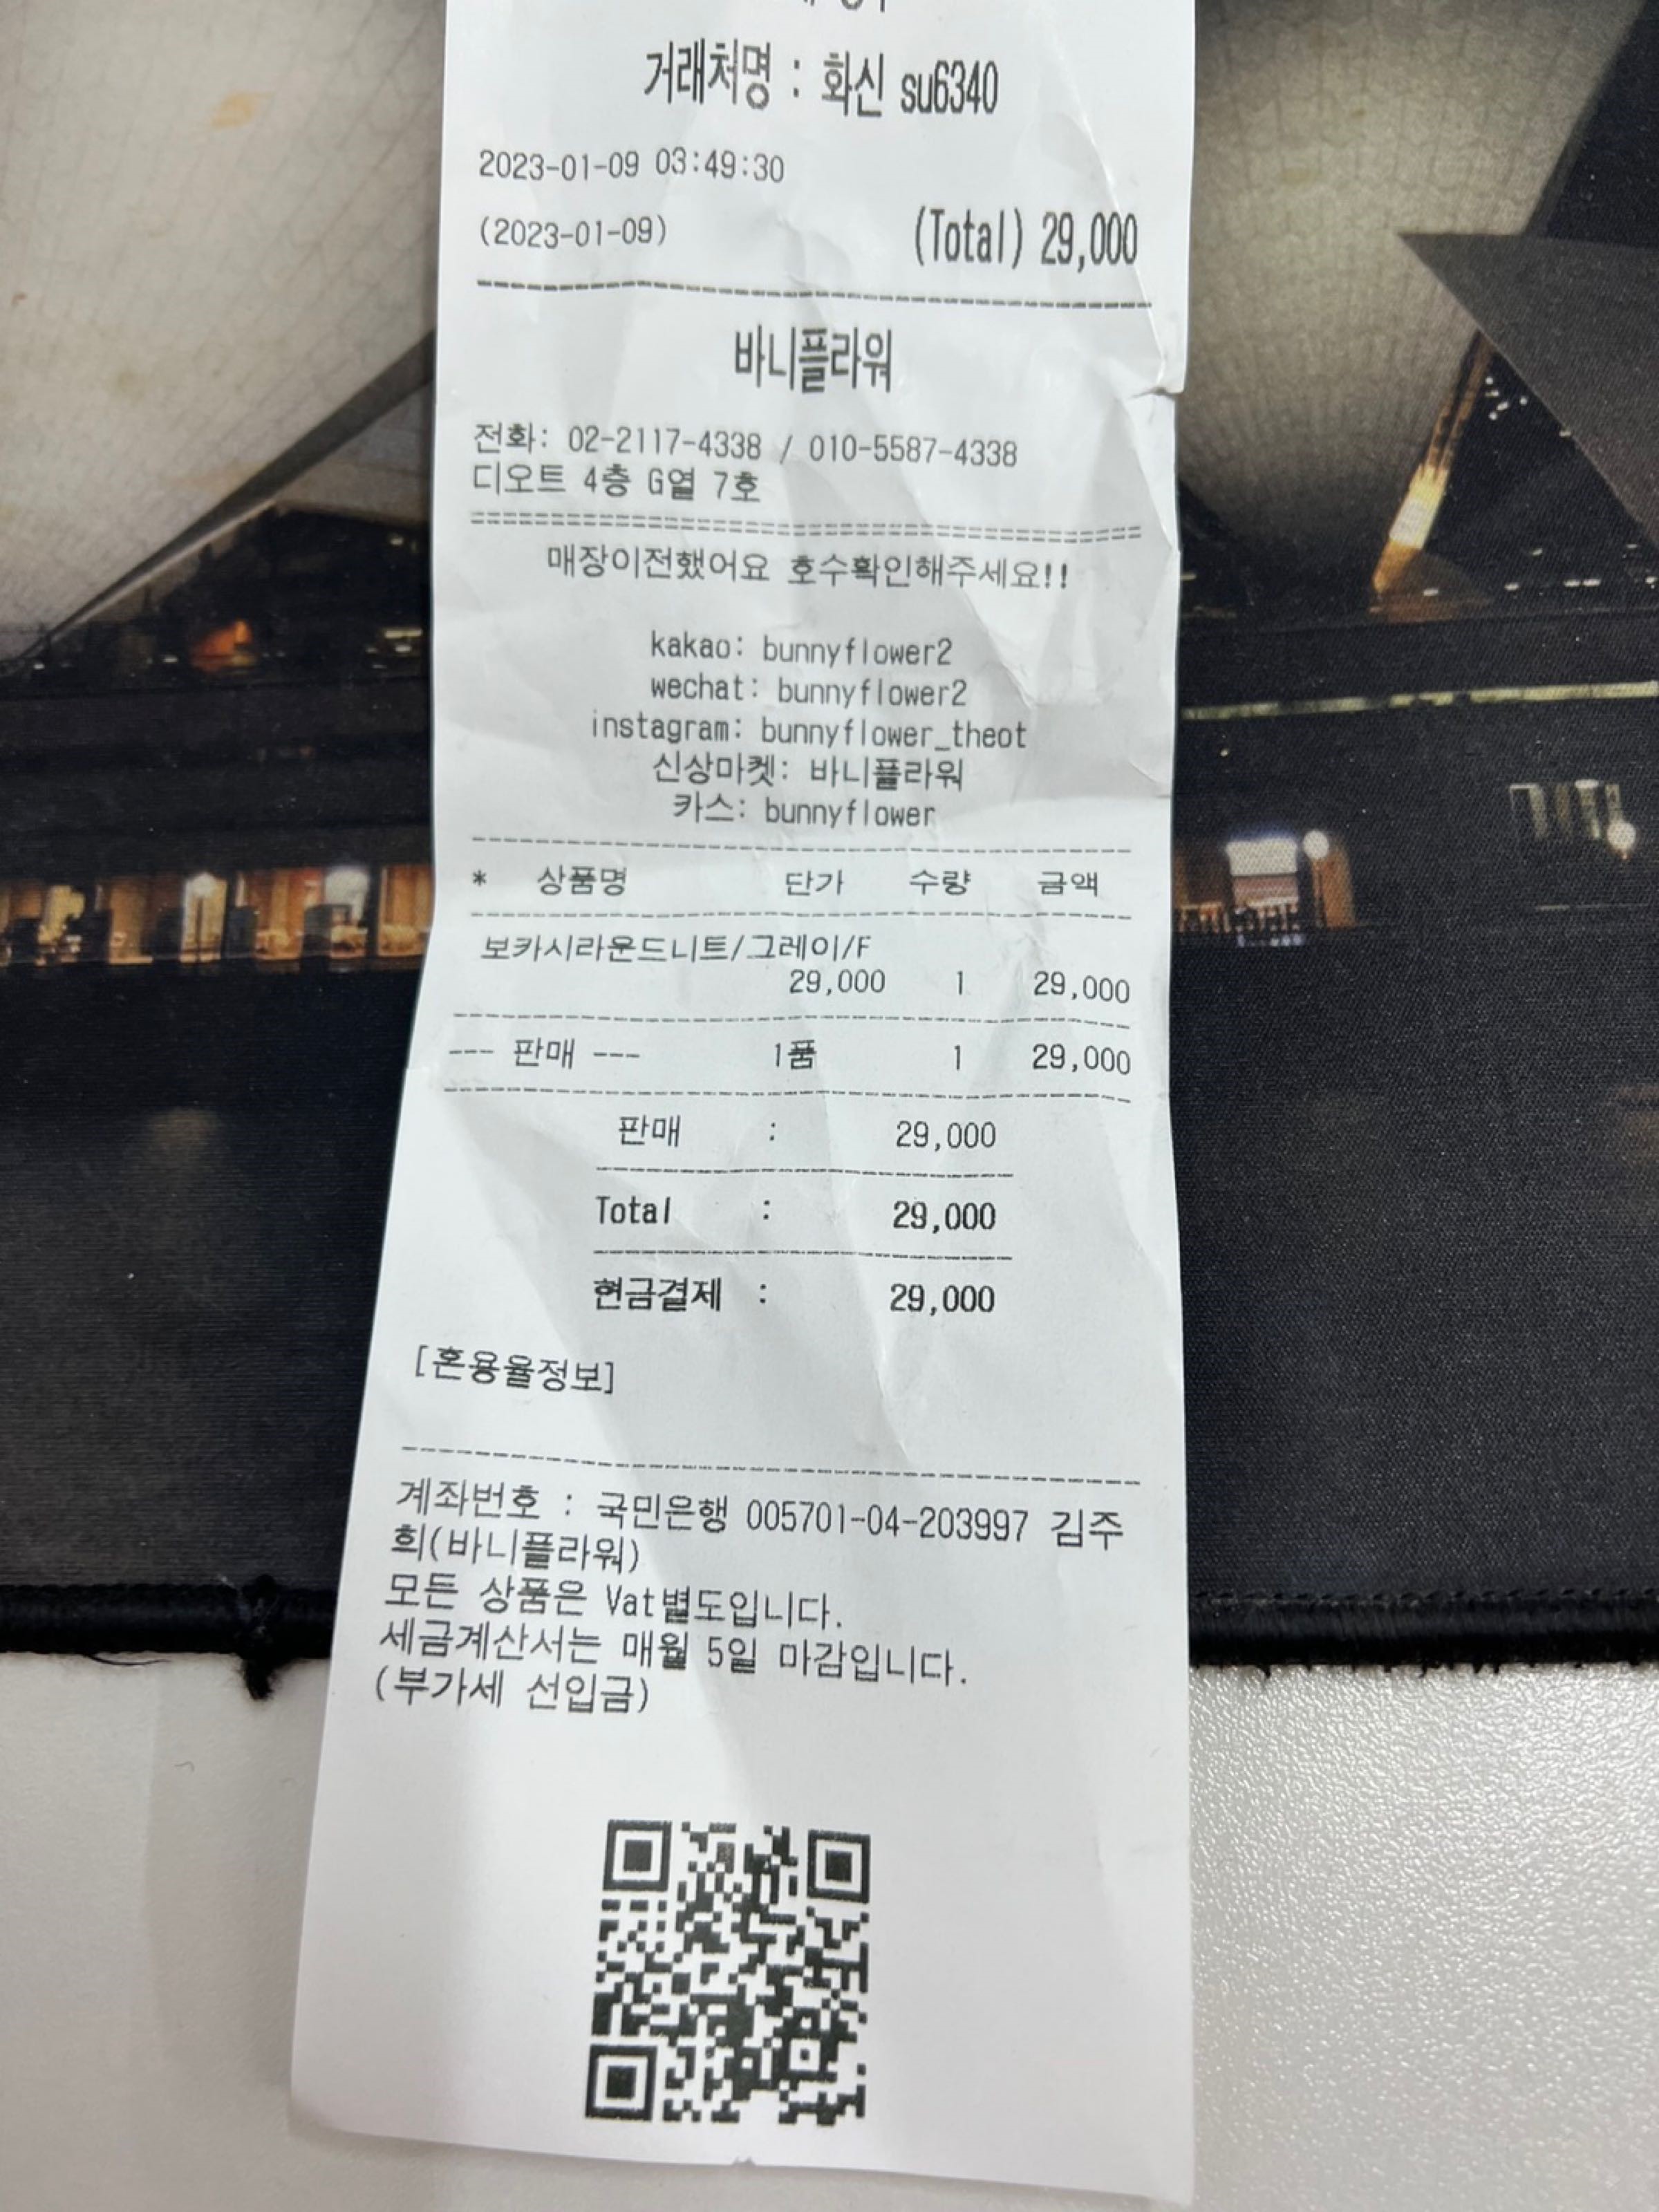 거래처명 : 화신 su6340
2023-01-09 03:49:30
(2023-01-09) (Total) 29,000
바니플라워
전화: 02-2117-4338 / 010-5587-4338
디오트 4층 G열 7호
매장이전했어요 호수확인해주세요!!
kakao: bunnyflower2
wechat: bunnyflower2
instagram: bunnyflower_theot
신상마켓: 바니플라워
카스: bunnyflower
* 상품명 단가 수량 금액
보카시라운드니트/그레이/F
29,000 1 29,000
--- 판매 --- 1품 1 29,000
판매 : 29,000
Total : 29,000
현금결제 : 29,000
[혼용율정보]
계좌번호 : 국민은행 005701-04-203997 김주
희(바니플라워)
모든 상품은 Vat별도입니다.
세금계산서는 매월 5일 마감입니다.
(부가세 선입금)